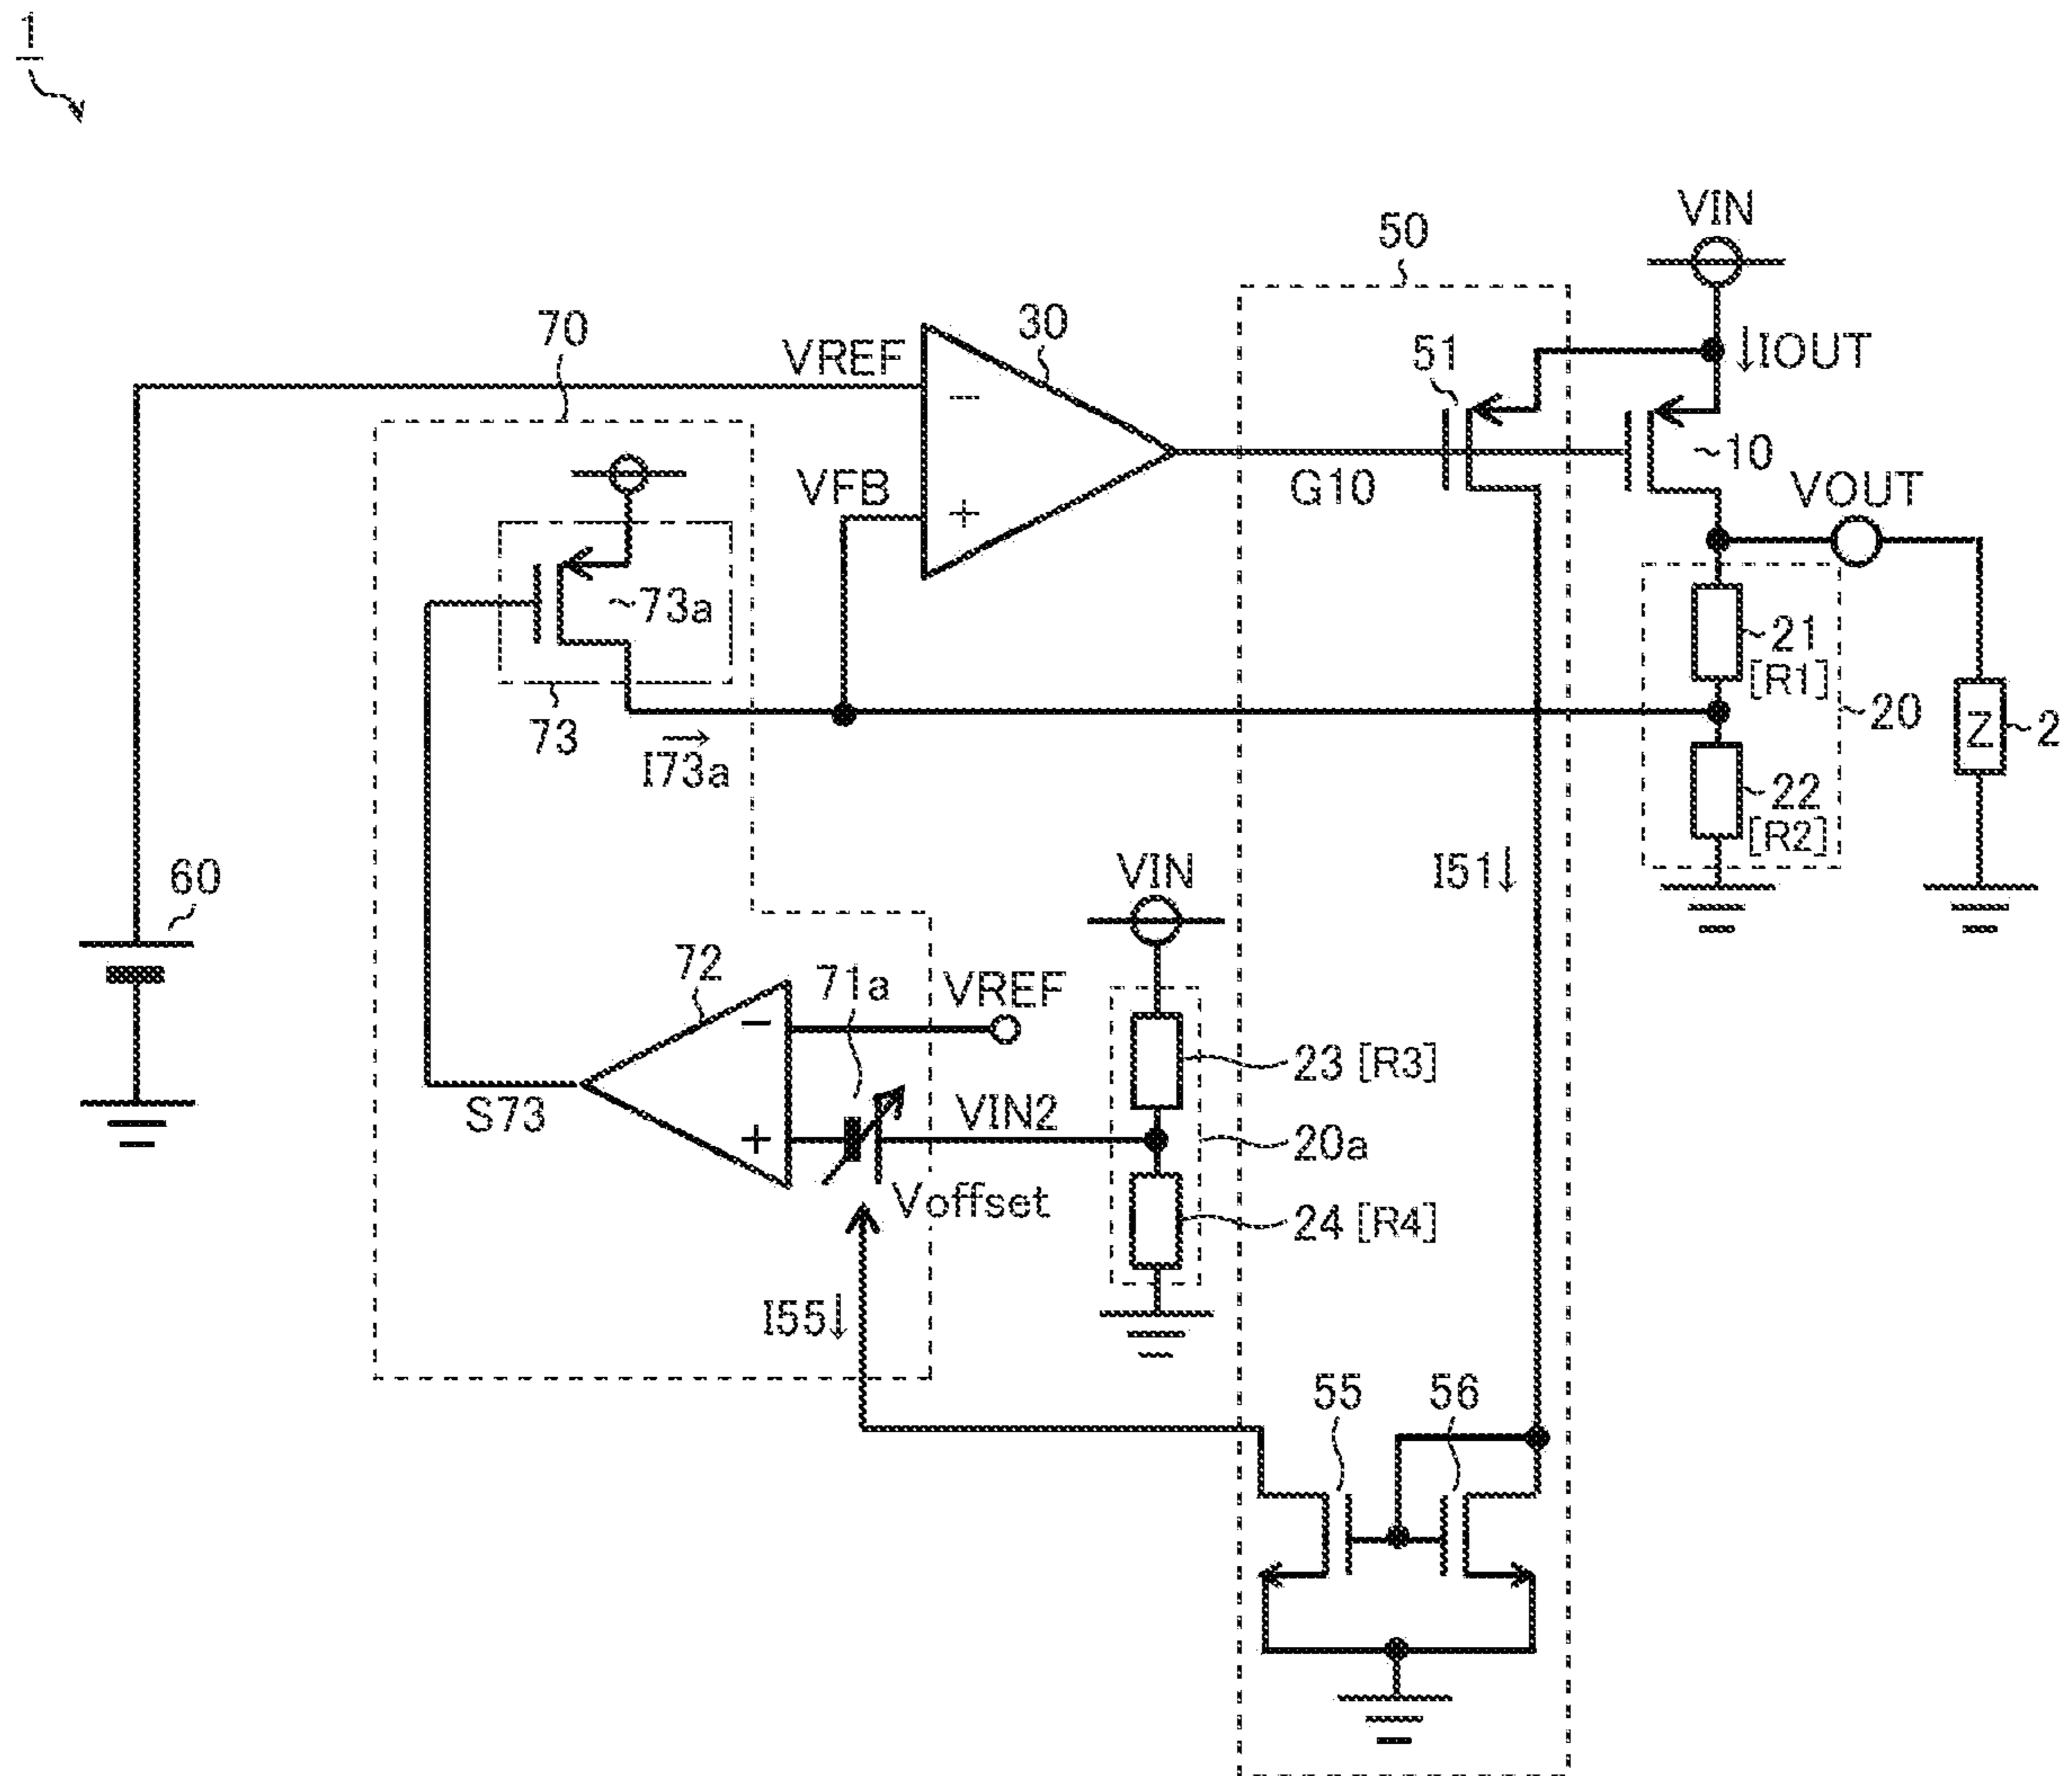 1
VIN
50
70
30
VREF
51
↓IOUT
−
~10
VFB
G10
VOUT
+
~73a
21
[R1]
20
73
Z
2
I73a
22
[R2]
60
VIN
I51↓
72
71a
VREF
−
23 [R3]
S73
+
VIN2
20a
Voffset
24 [R4]
I55↓
55
56